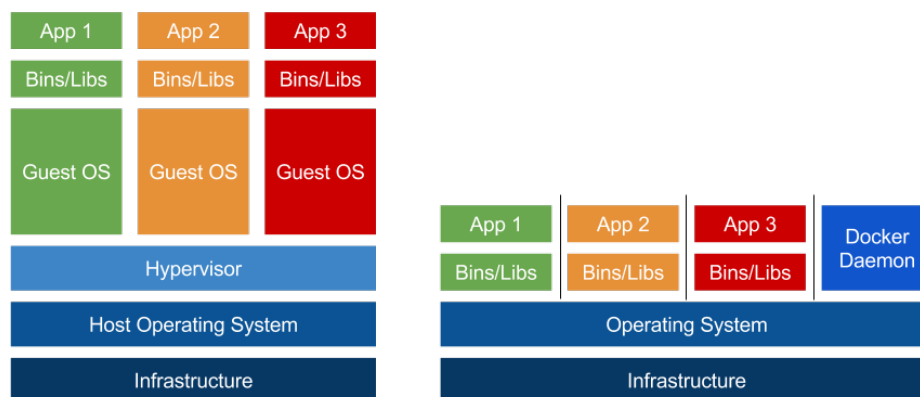 App 1
App 2
App 3
Bins/Libs
Bins/Libs
Bins/Libs
Guest OS
Guest OS
Guest OS
Hypervisor
Host Operating System
Infrastructure
App 1
App 2
App 3
Docker
Daemon
Bins/Libs
Bins/Libs
Bins/Libs
Operating System
Infrastructure